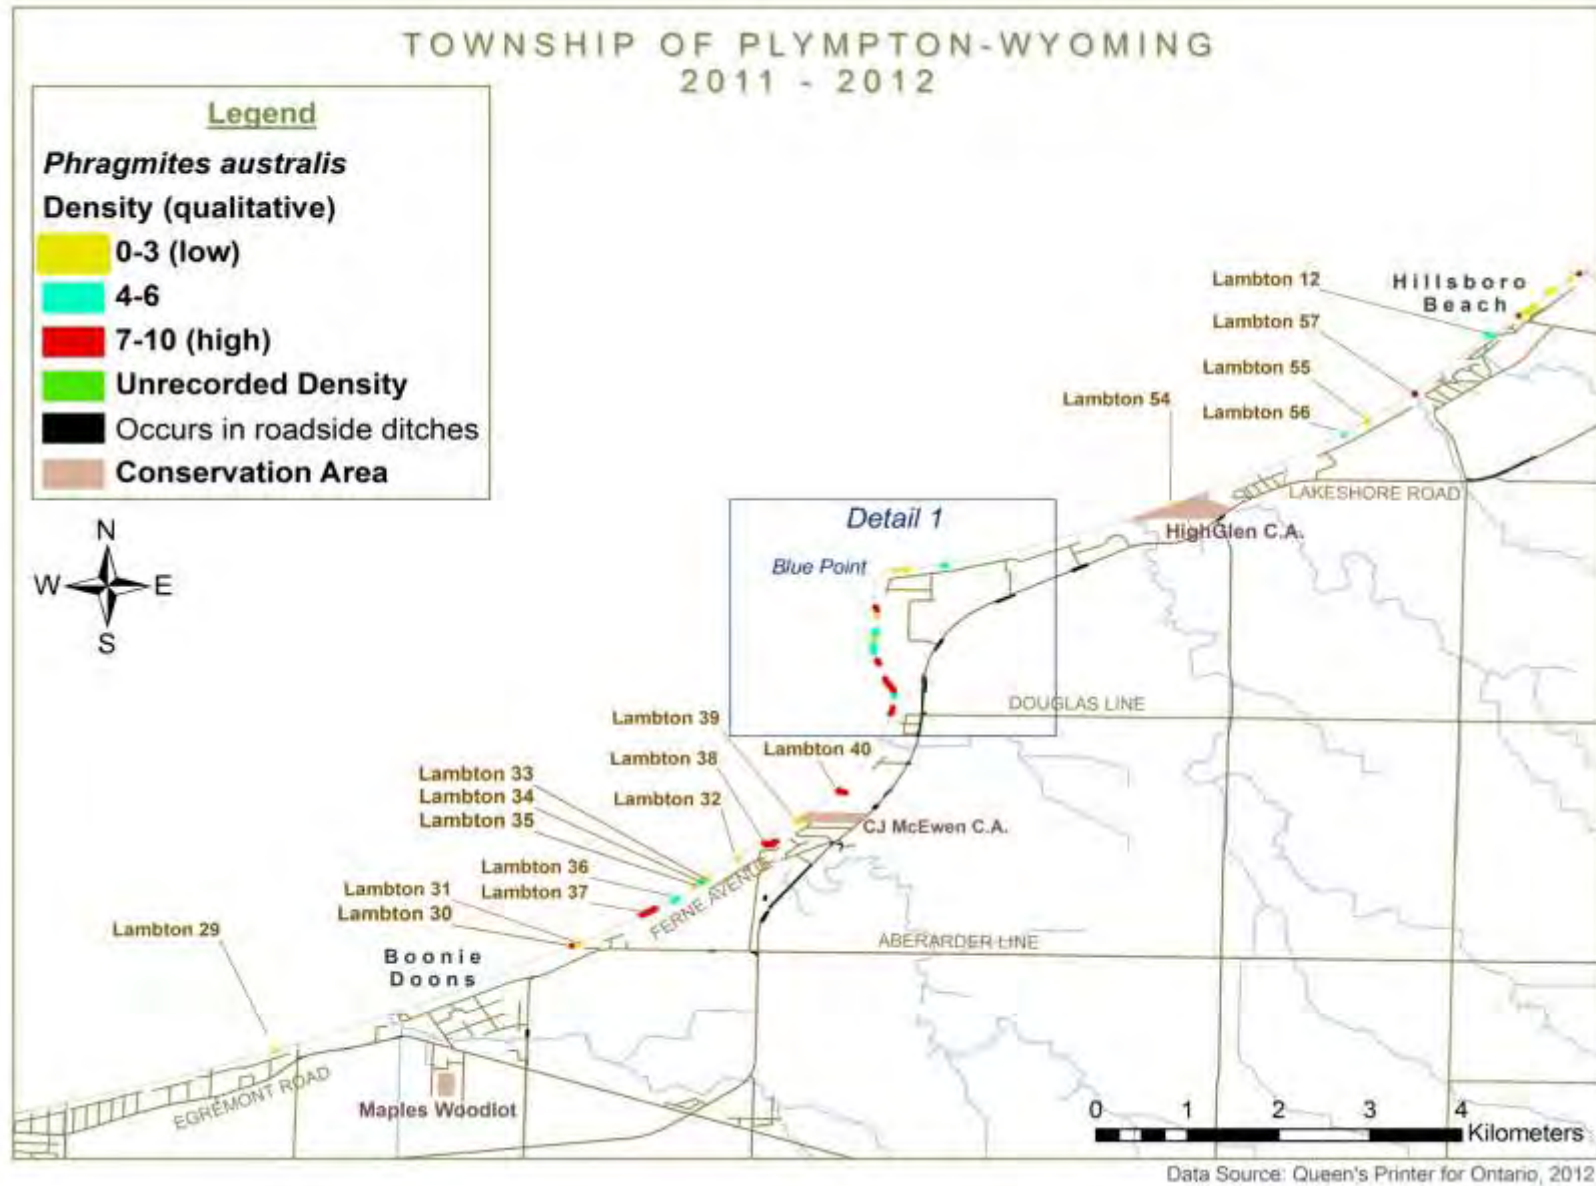 TOWNSHIP OF PLYMPTON-WYOMING
2011 - 2012
Legend
Phragmites australis
Density (qualitative)
0-3 (low)
4-6
7-10 (high)
Unrecorded Density
Occurs in roadside ditches
Conservation Area
N
W E
S
Lambton 12
Hillsboro
Beach
Lambton 57
Lambton 55
Lambton 54
Lambton 56
LAKESHORE ROAD
HighGlen C.A.
Detail 1
Blue Point
DOUGLAS LINE
Lambton 39
Lambton 40
Lambton 38
Lambton 33
Lambton 34
Lambton 32
Lambton 35
CJ McEwen C.A.
Lambton 36
Lambton 31
Lambton 37
Lambton 30
FERNE AVENUE
Lambton 29
ABERARDER LINE
Boonie
Doons
EGREMONT ROAD
Maples Woodlot
0 1 2 3 4
Kilometers
Data Source: Queen's Printer for Ontario, 2012